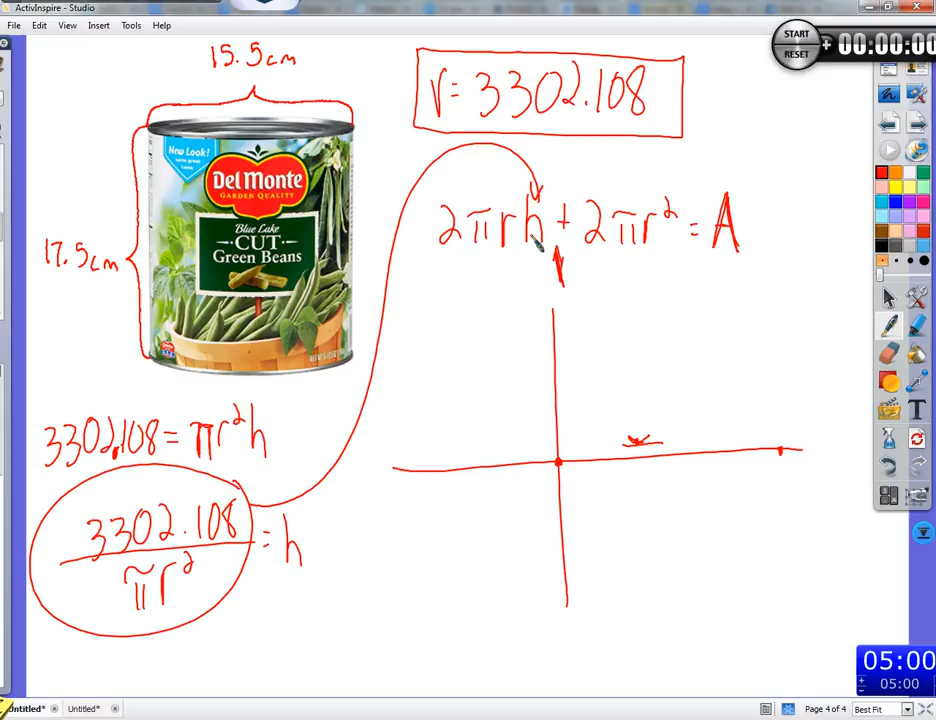 ActivInspire - Studio
File Edit View Insert Tools Help
START
RESET
00:00:00
15.5cm
V= 3302.108
New Look!
Del Monte
GARDEN QUALITY
Blue Lake
CUT
Green Beans
17.5cm
2πrh + 2πr² = A
3302.108 = πr²h
3302.108
πr²
= h
05:00
05:00
Untitled* Untitled*
Page 4 of 4 Best Fit